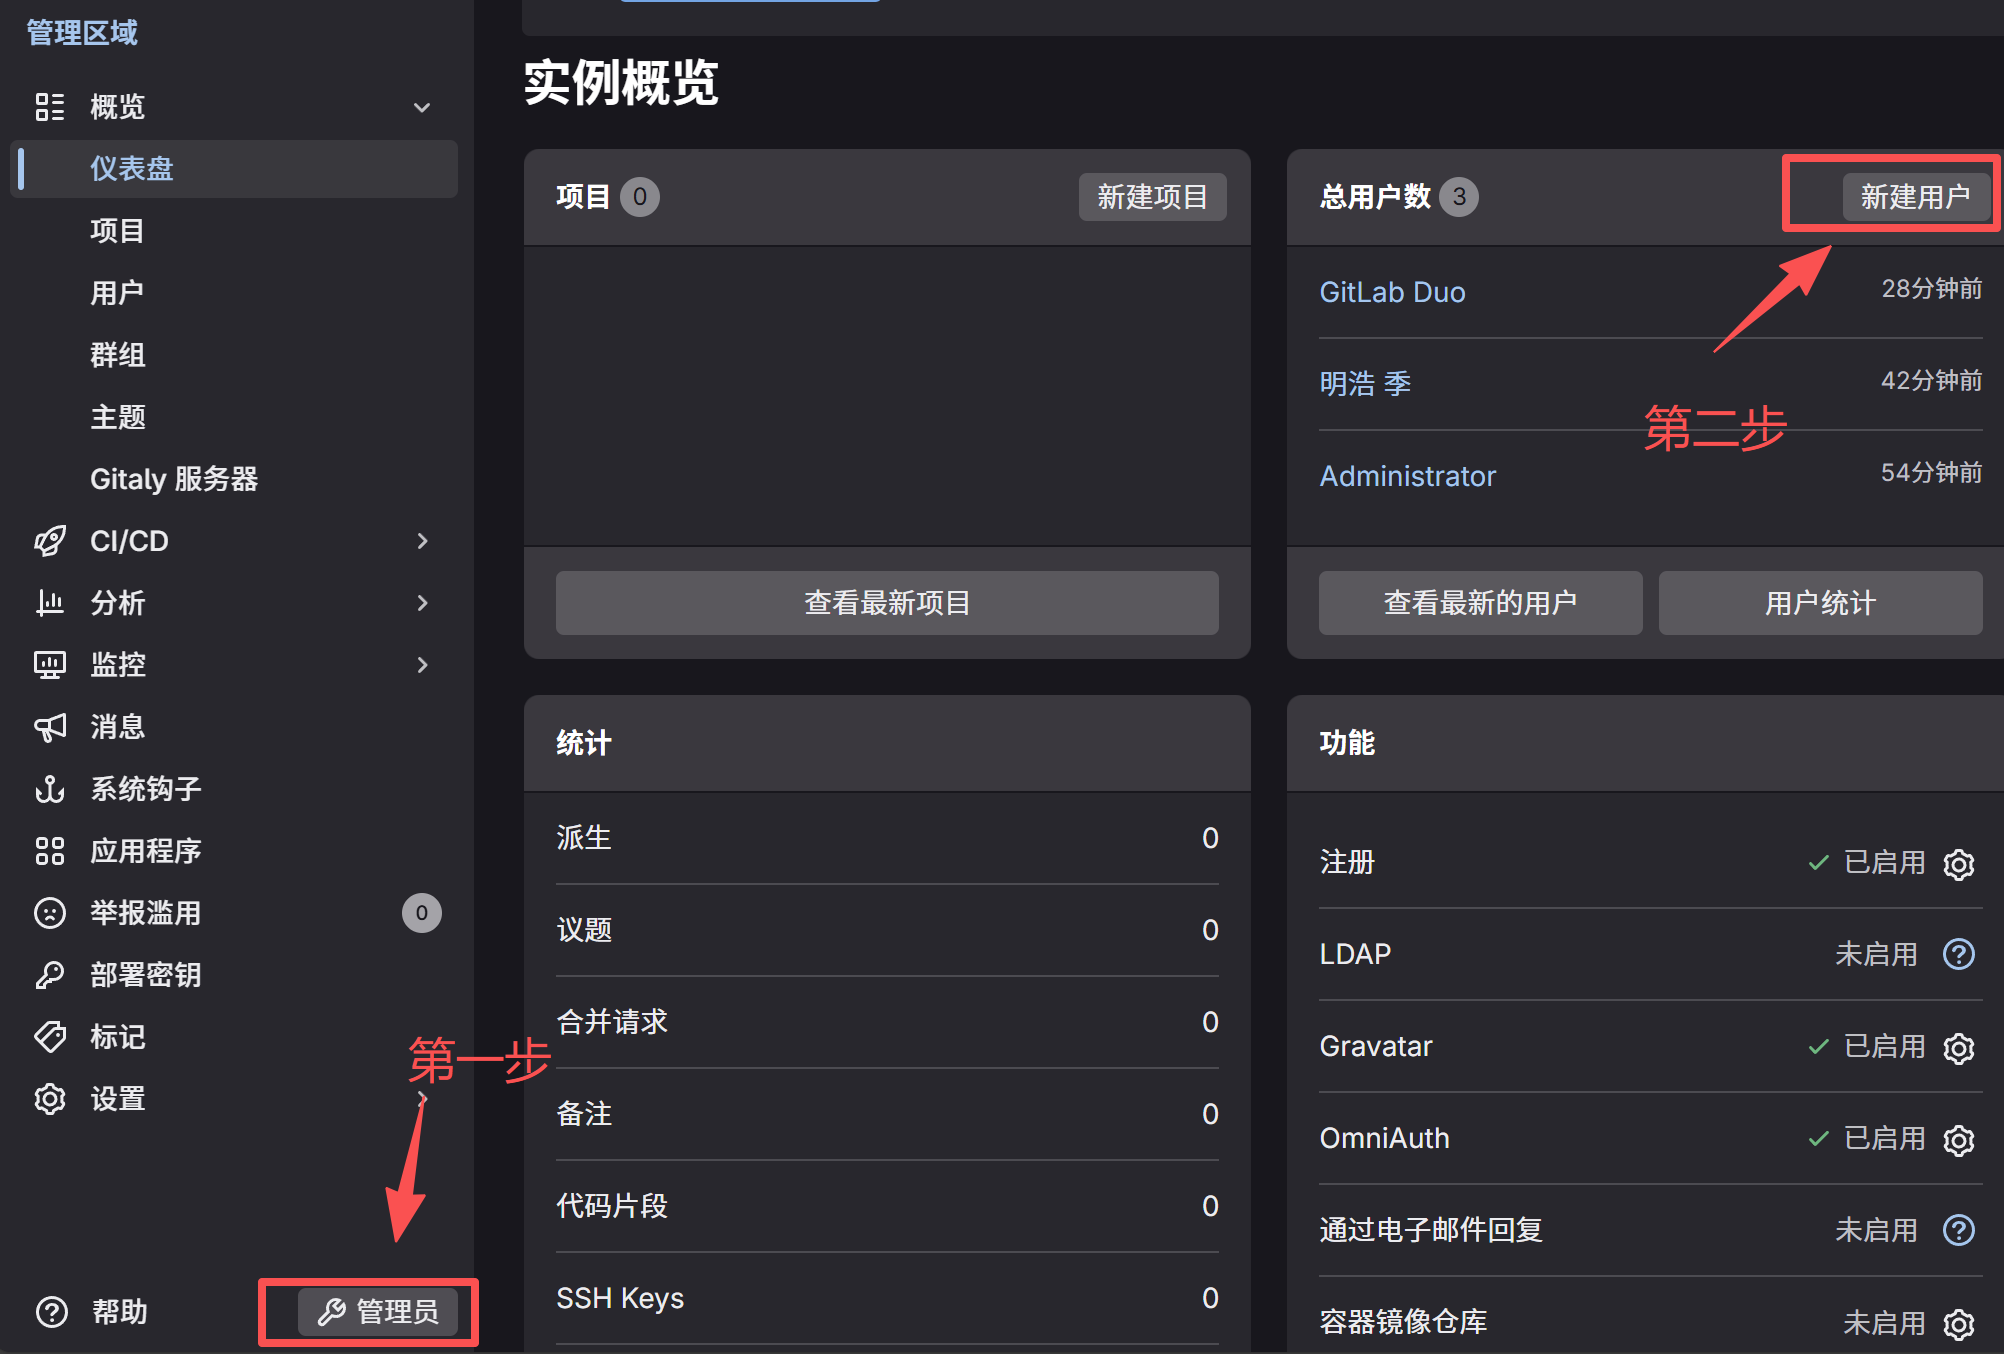 管理区域
概览
仪表盘
项目
用户
群组
主题
Gitaly 服务器
CI/CD
分析
监控
消息
系统钩子
应用程序
举报滥用 0
部署密钥
标记
设置
第一步
帮助
管理员
实例概览
项目 0
新建项目
查看最新项目
总用户数 3
新建用户
GitLab Duo 28分钟前
明浩 季 42分钟前
第二步
Administrator 54分钟前
查看最新的用户
用户统计
统计
派生 0
议题 0
合并请求 0
备注 0
代码片段 0
SSH Keys 0
功能
注册 已启用
LDAP 未启用
Gravatar 已启用
OmniAuth 已启用
通过电子邮件回复 未启用
容器镜像仓库 未启用